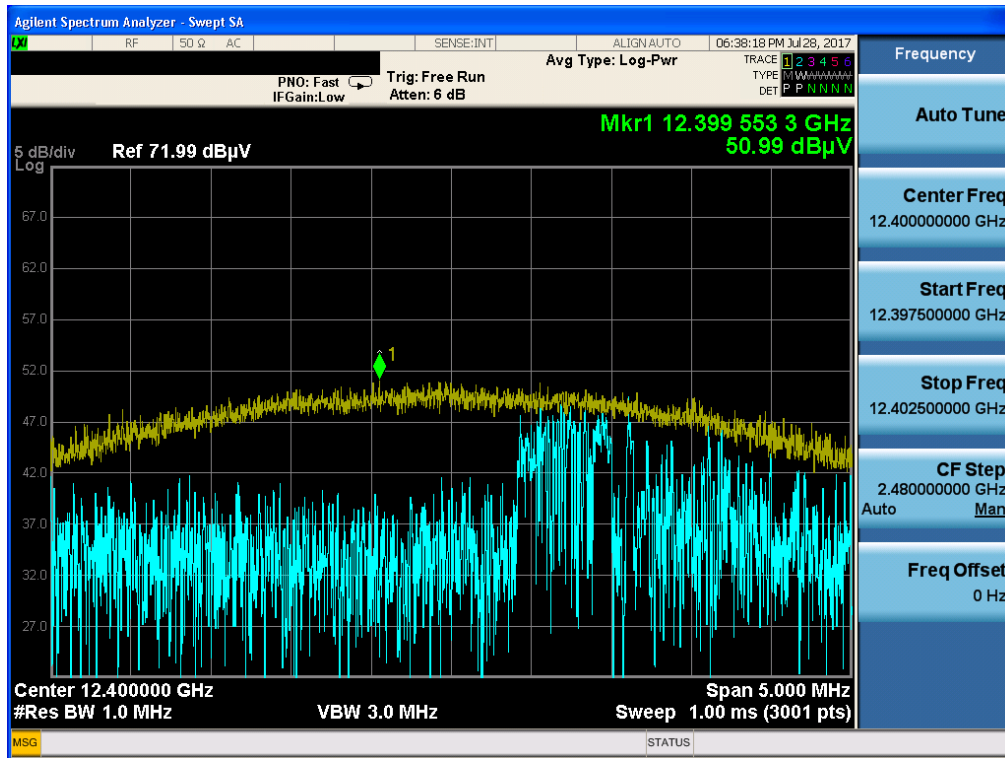 Agilent Spectrum Analyzer - Swept SA
LXI RF 50 Ω AC SENSE:INT ALIGN AUTO 06:38:18 PM Jul 28, 2017
Frequency
Avg Type: Log-Pwr
TRACE 1 2 3 4 5 6
PNO: Fast Trig: Free Run
TYPE M W
IFGain:Low Atten: 6 dB
DET P P N N N N
Auto Tune
Mkr1 12.399 553 3 GHz
5 dB/div Ref 71.99 dBµV 50.99 dBµV
Log
67.0
62.0
57.0
52.0
47.0
42.0
37.0
32.0
27.0
1
Center Freq
12.400000000 GHz
Start Freq
12.397500000 GHz
Stop Freq
12.402500000 GHz
CF Step
2.480000000 GHz
Auto Man
Freq Offset
0 Hz
Center 12.400000 GHz Span 5.000 MHz
#Res BW 1.0 MHz VBW 3.0 MHz Sweep 1.00 ms (3001 pts)
MSG STATUS